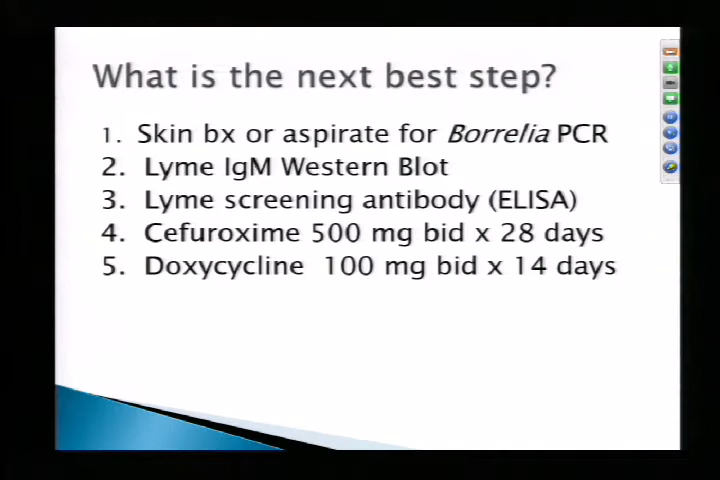 What is the next best step?
1. Skin bx or aspirate for Borrelia PCR
2. Lyme IgM Western Blot
3. Lyme screening antibody (ELISA)
4. Cefuroxime 500 mg bid x 28 days
5. Doxycycline 100 mg bid x 14 days